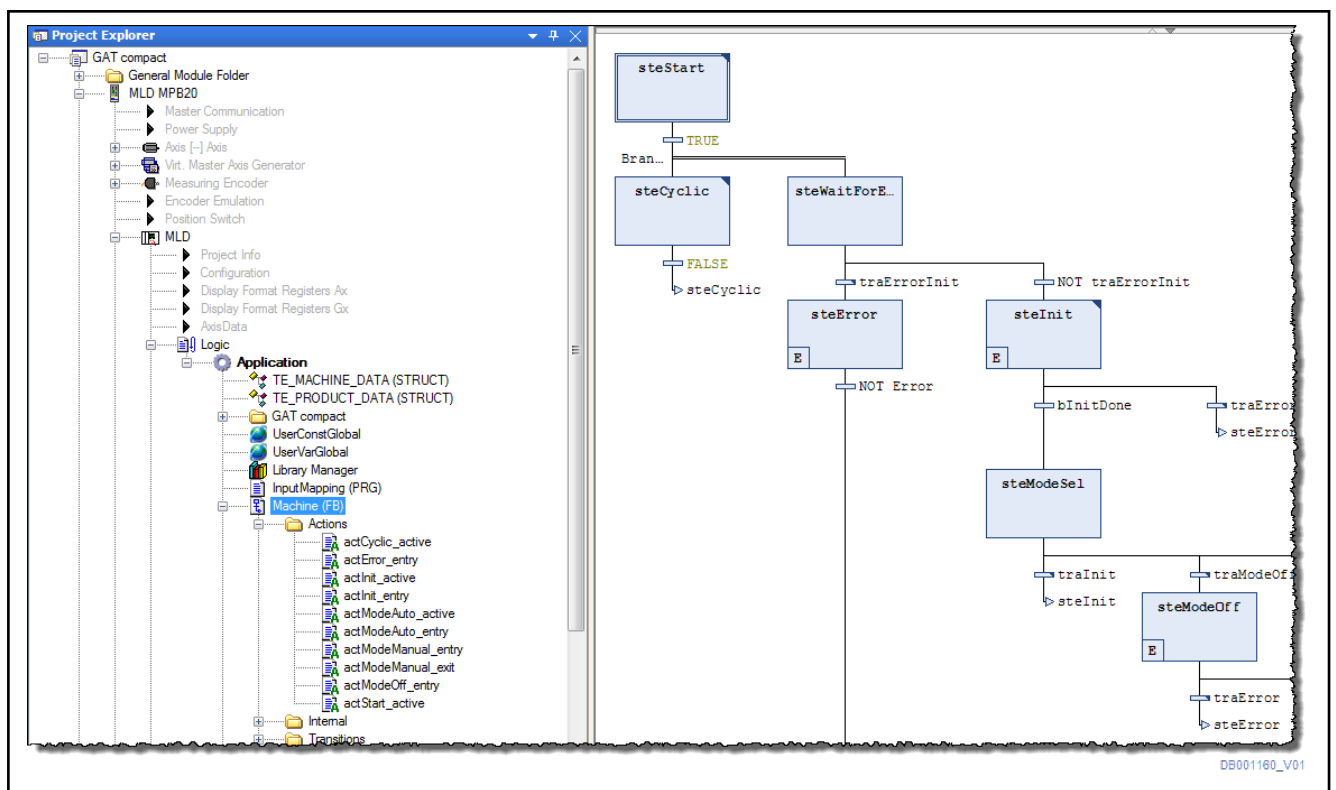 Project Explorer
GAT compact
General Module Folder
MLD MPB20
Master Communication
Power Supply
Axis [--] Axis
Virt. Master Axis Generator
Measuring Encoder
Encoder Emulation
Position Switch
MLD
Project Info
Configuration
Display Format Registers Ax
Display Format Registers Gx
AxisData
Logic
Application
TE_MACHINE_DATA (STRUCT)
TE_PRODUCT_DATA (STRUCT)
GAT compact
UserConstGlobal
UserVarGlobal
Library Manager
InputMapping (PRG)
Machine (FB)
Actions
actCyclic_active
actError_entry
actInit_active
actInit_entry
actModeAuto_active
actModeAuto_entry
actModeManual_entry
actModeManual_exit
actModeOff_entry
actStart_active
Internal
Transitions
steStart
TRUE
Bran...
steCyclic
steWaitForE...
FALSE
steCyclic
traErrorInit
NOT traErrorInit
steError
steInit
E
E
NOT Error
bInitDone
traError
steError
steModeSel
traInit
traModeOff
steInit
steModeOff
E
traError
steError
DB001160_V01